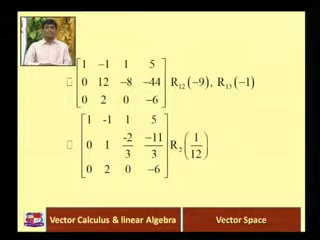 □ [1 −1 1 5
0 12 −8 −44
0 2 0 −6] R₁₂(−9), R₁₃(−1)
□ [1 -1 1 5
0 1 -2/3 −11/3
0 2 0 −6] R₂(1/12)
Vector Calculus & linear Algebra
Vector Space